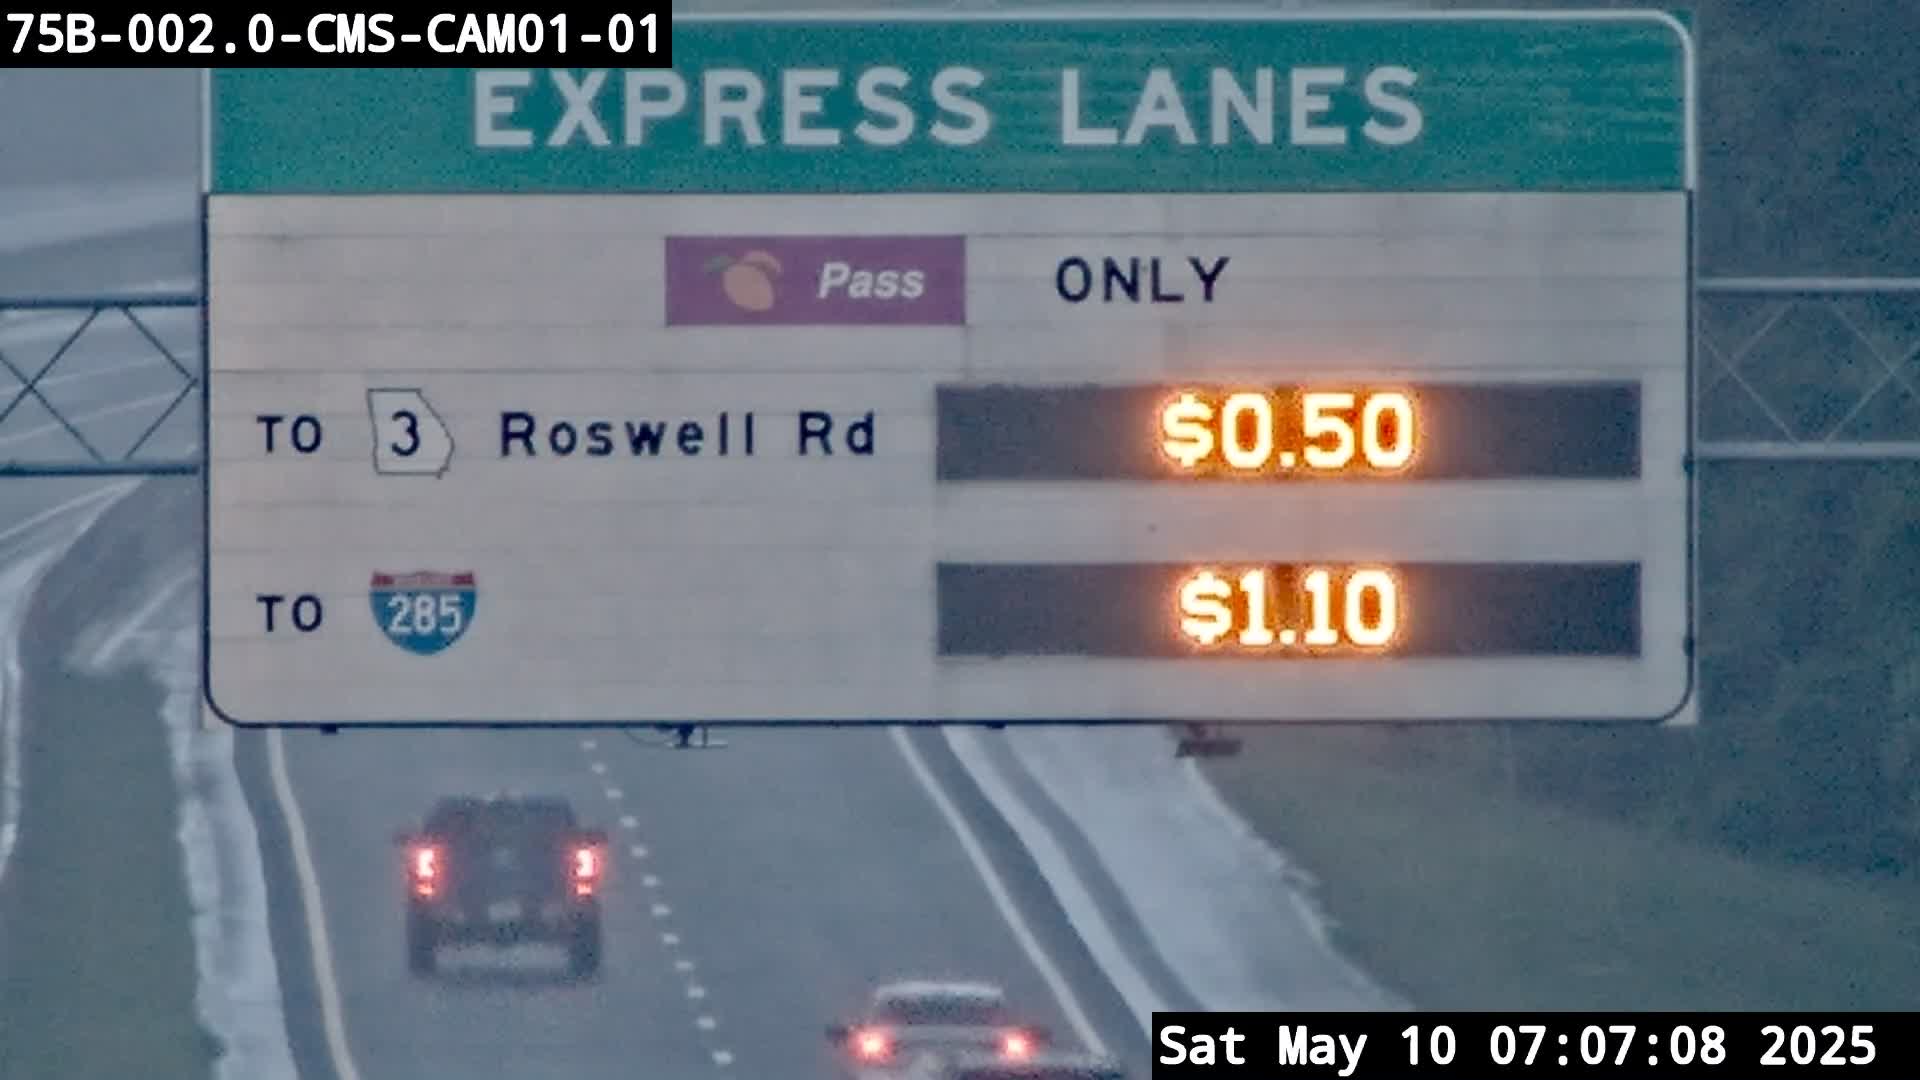 75B-002.0-CMS-CAM01-01
EXPRESS LANES
Pass ONLY
TO 3 Roswell Rd $0.50
TO 285 $1.10
Sat May 10 07:07:08 2025